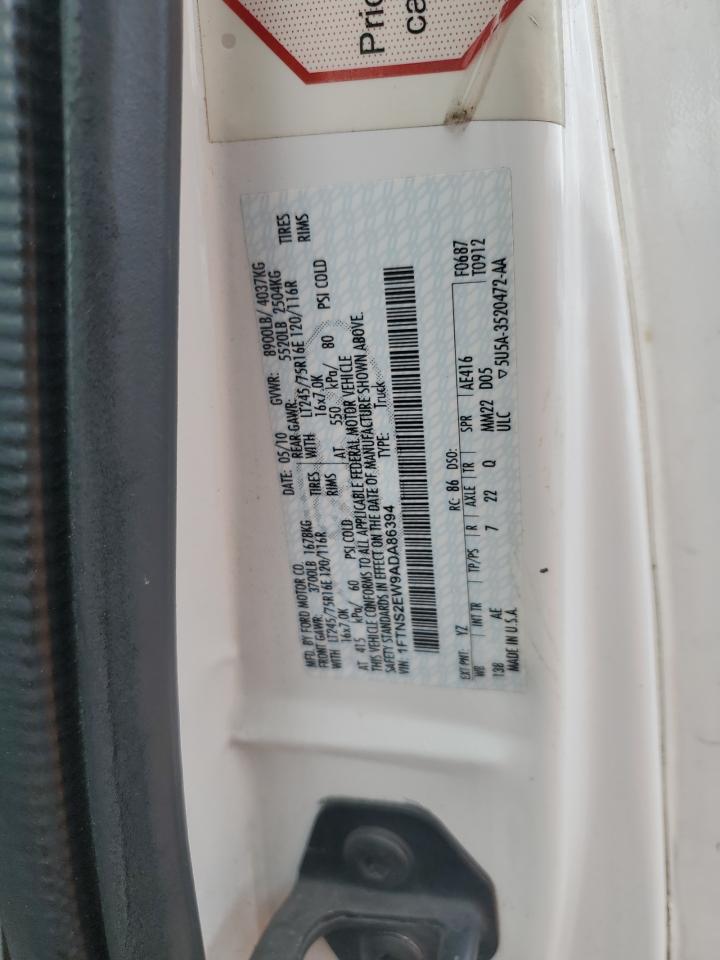 Pric
ca
MFD. BY FORD MOTOR CO.
DATE: 05/10 GVWR: 8900LB/ 4037KG
FRONT GAWR: 3700LB 1678KG REAR GAWR: 5520LB 2504KG
WITH LT245/75R16E 120/116R TIRES WITH LT245/75R16E 120/116R TIRES
16x7.0K RIMS 16x7.0K RIMS
AT 415 kPa/ 60 PSI COLD AT 550 kPa/ 80 PSI COLD
THIS VEHICLE CONFORMS TO ALL APPLICABLE FEDERAL MOTOR VEHICLE
SAFETY STANDARDS IN EFFECT ON THE DATE OF MANUFACTURE SHOWN ABOVE.
VIN: 1FTNS2EW9ADA86394 TYPE: Truck
F0687
T0912
EXT PNT: YZ RC: 86 DSO:
WB INT TR TP/PS R AXLE TR SPR AE416
138 AE 7 22 Q MM22 D05
MADE IN U.S.A. ULC ▽ 5U5A-3520472-AA